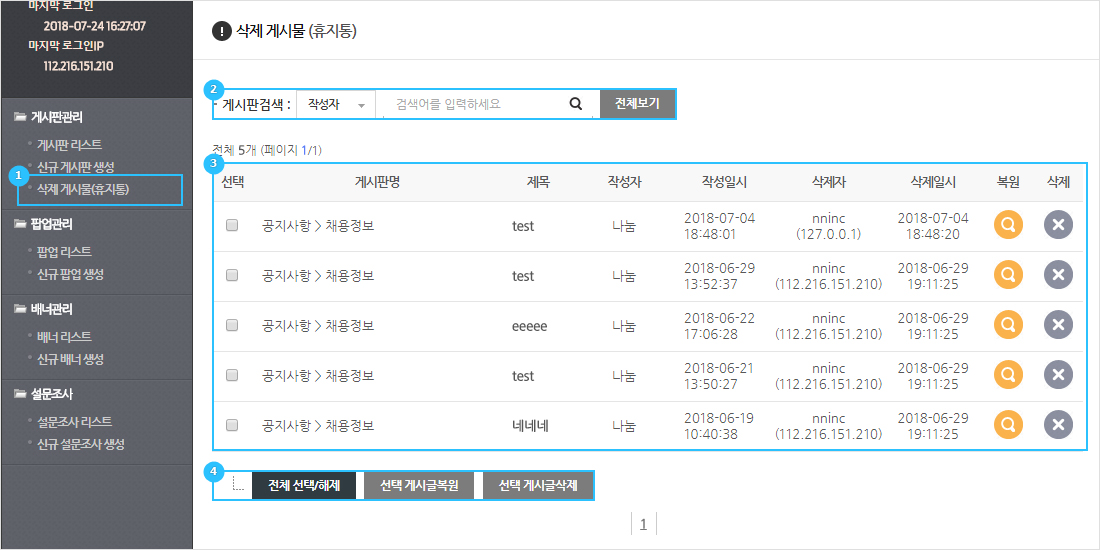 마지막 로그인
2018-07-24 16:27:07
마지막 로그인IP
112.216.151.210
게시판관리
게시판 리스트
신규 게시판 생성
1
삭제 게시물(휴지통)
팝업관리
팝업 리스트
신규 팝업 생성
배너관리
배너 리스트
신규 배너 생성
설문조사
설문조사 리스트
신규 설문조사 생성
! 삭제 게시물 (휴지통)
2
게시판검색 : 작성자 검색어를 입력하세요 전체보기
전체 5개 (페이지 1/1)
3
선택 게시판명 제목 작성자 작성일시 삭제자 삭제일시 복원 삭제
공지사항 > 채용정보 test 나눔 2018-07-04 18:48:01 nninc (127.0.0.1) 2018-07-04 18:48:20
공지사항 > 채용정보 test 나눔 2018-06-29 13:52:37 nninc (112.216.151.210) 2018-06-29 19:11:25
공지사항 > 채용정보 eeeee 나눔 2018-06-22 17:06:28 nninc (112.216.151.210) 2018-06-29 19:11:25
공지사항 > 채용정보 test 나눔 2018-06-21 13:50:27 nninc (112.216.151.210) 2018-06-29 19:11:25
공지사항 > 채용정보 네네네 나눔 2018-06-19 10:40:38 nninc (112.216.151.210) 2018-06-29 19:11:25
4
전체 선택/해제 선택 게시글복원 선택 게시글삭제
1